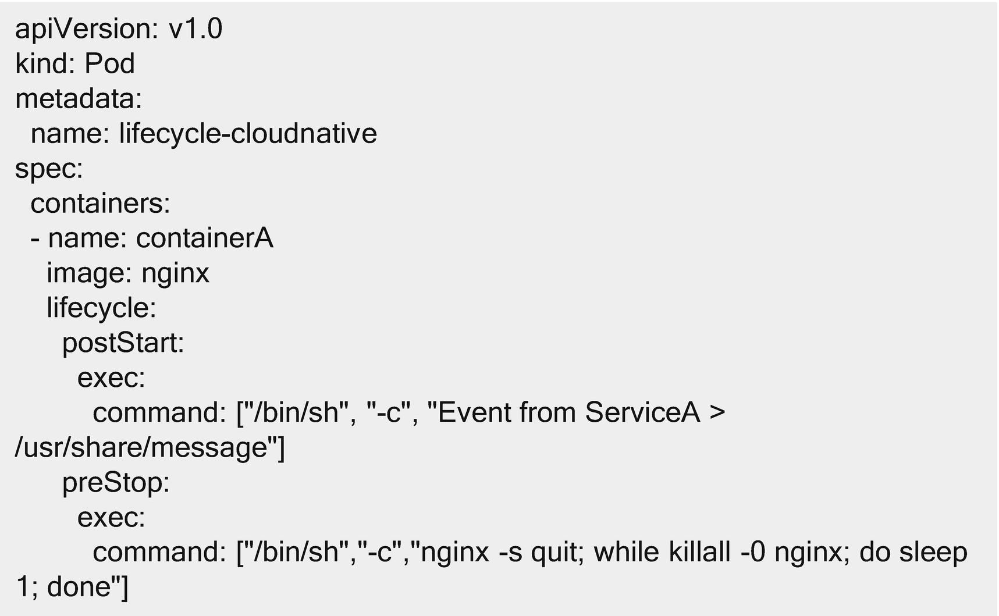 apiVersion: v1.0
kind: Pod
metadata:
  name: lifecycle-cloudnative
spec:
  containers:
  - name: containerA
    image: nginx
    lifecycle:
      postStart:
        exec:
          command: ["/bin/sh", "-c", "Event from ServiceA >
/usr/share/message"]
      preStop:
        exec:
          command: ["/bin/sh","-c","nginx -s quit; while killall -0 nginx; do sleep
1; done"]